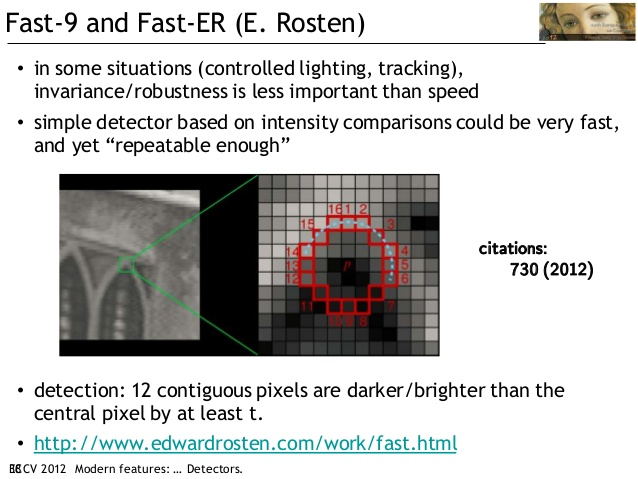 Fast-9 and Fast-ER (E. Rosten)
• in some situations (controlled lighting, tracking),
invariance/robustness is less important than speed
• simple detector based on intensity comparisons could be very fast,
and yet “repeatable enough”
16 1 2
15 3
14 4
13 p 5
12 6
11 7
10 9 8
citations:
730 (2012)
• detection: 12 contiguous pixels are darker/brighter than the
central pixel by at least t.
• http://www.edwardrosten.com/work/fast.html
CV 2012 Modern features: … Detectors.